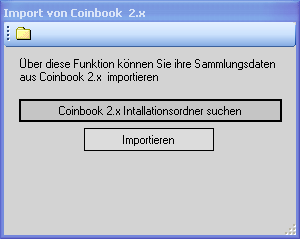 Import von Coinbook 2.x
Über diese Funktion können Sie ihre Sammlungsdaten
aus Coinbook 2.x importieren
Coinbook 2.x Intallationsordner suchen
Importieren